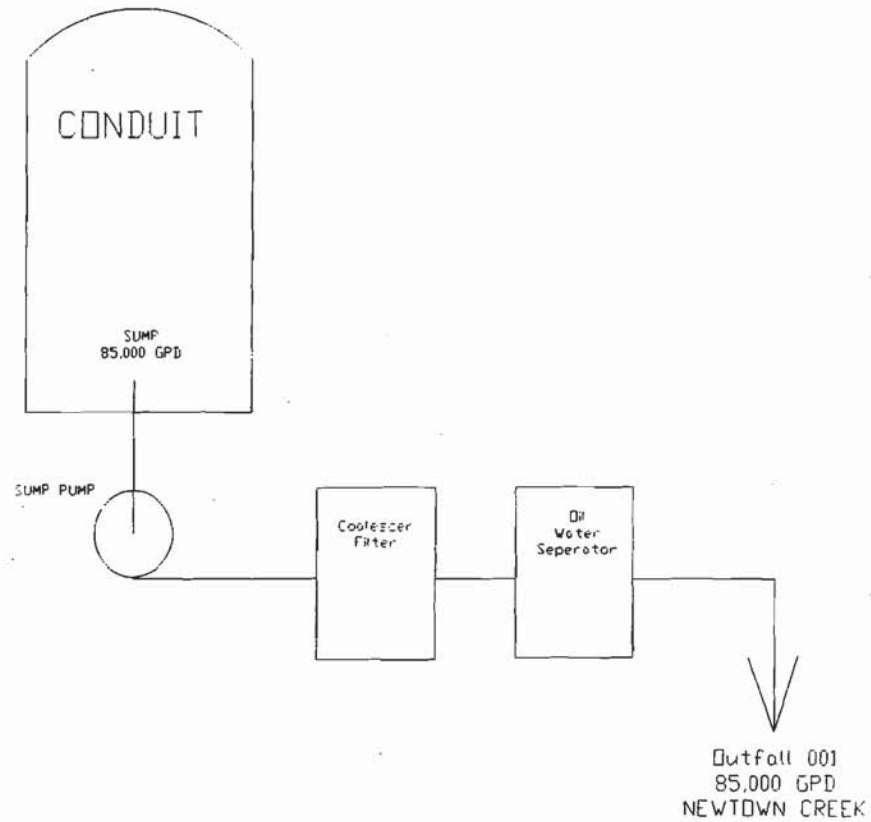 CONDUIT
SUMP
85,000 GPD
SUMP PUMP
Coalescer
Filter
Oil
Water
Seperator
Outfall 001
85,000 GPD
NEWTOWN CREEK